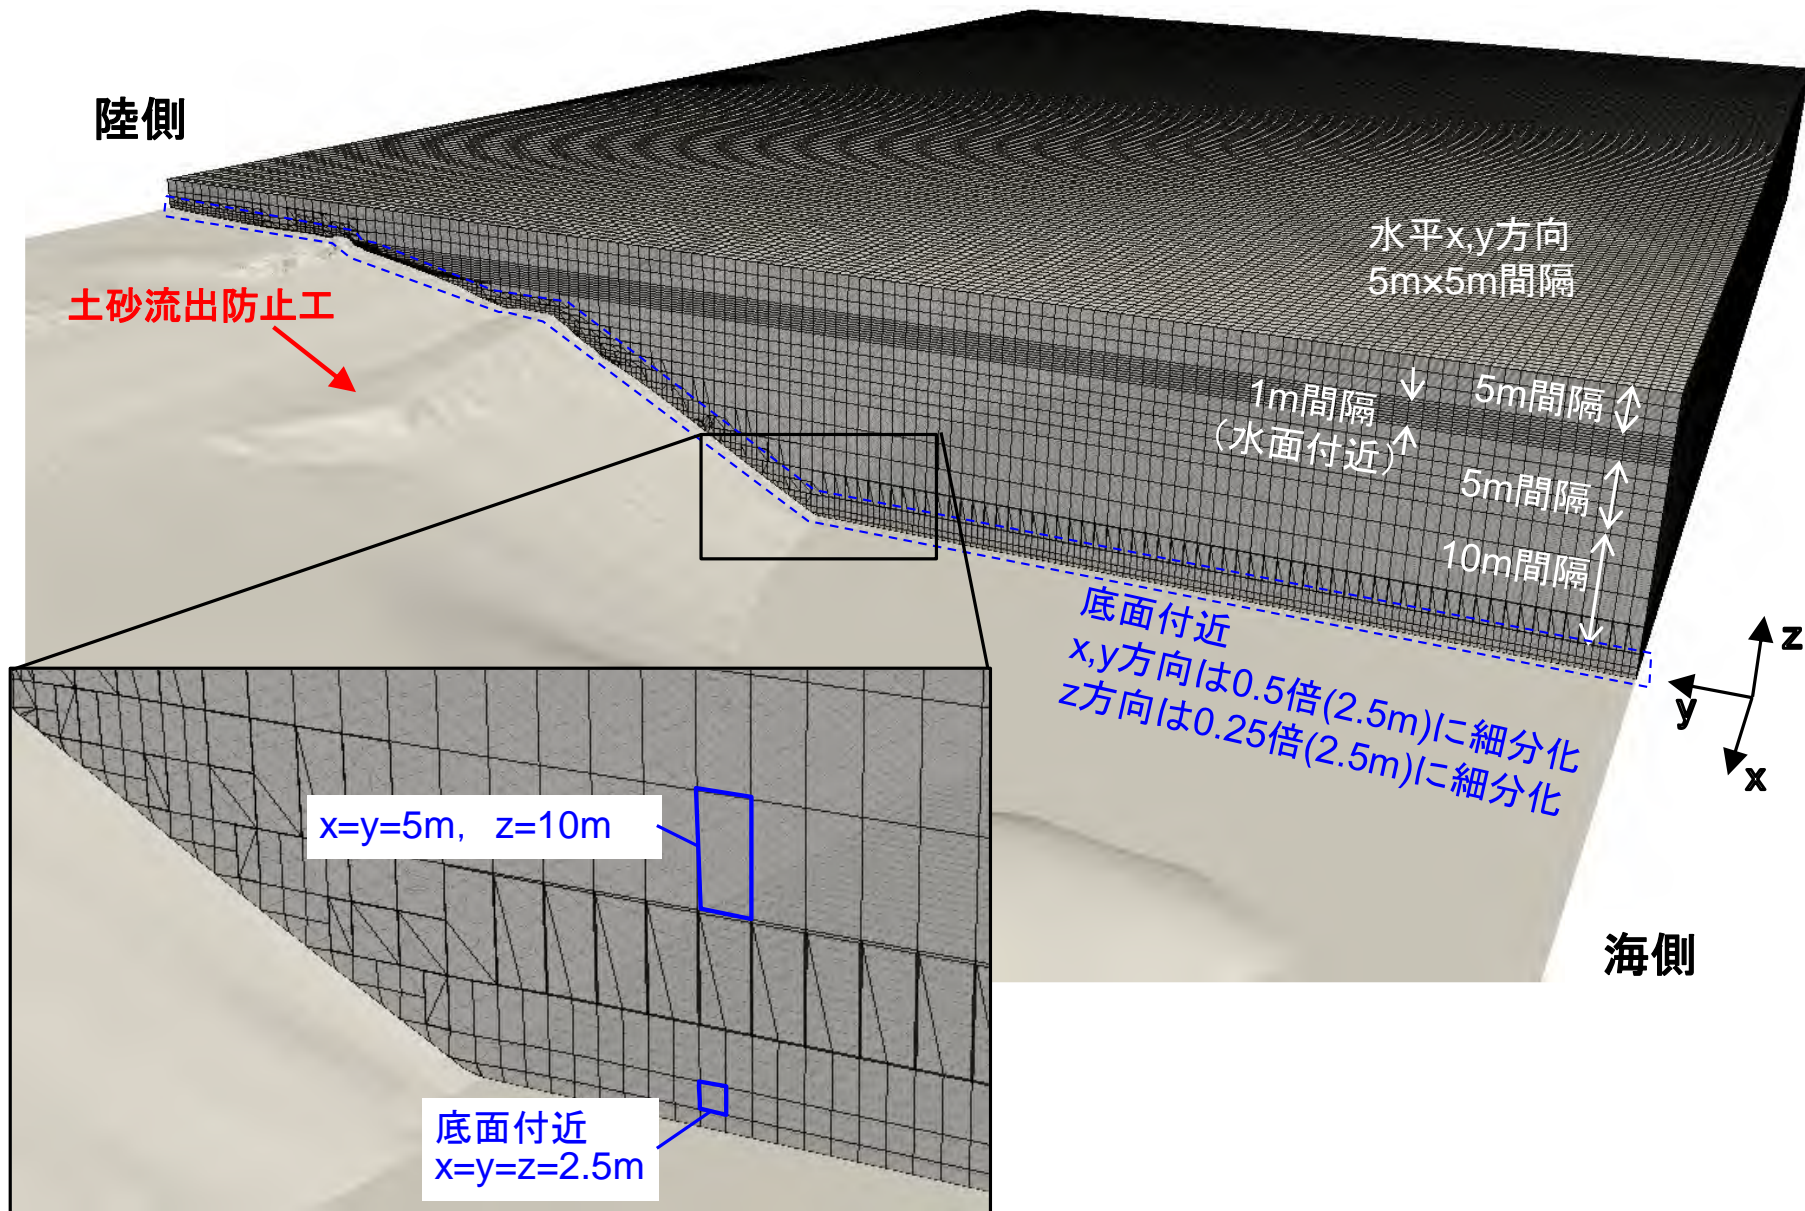 陸側
水平x,y方向
5m×5m間隔
土砂流出防止工
1m間隔
（水面付近）
5m間隔
5m間隔
10m間隔
底面付近
x,y方向は0.5倍(2.5m)に細分化
z方向は0.25倍(2.5m)に細分化
z
y
x
x=y=5m, z=10m
海側
底面付近
x=y=z=2.5m